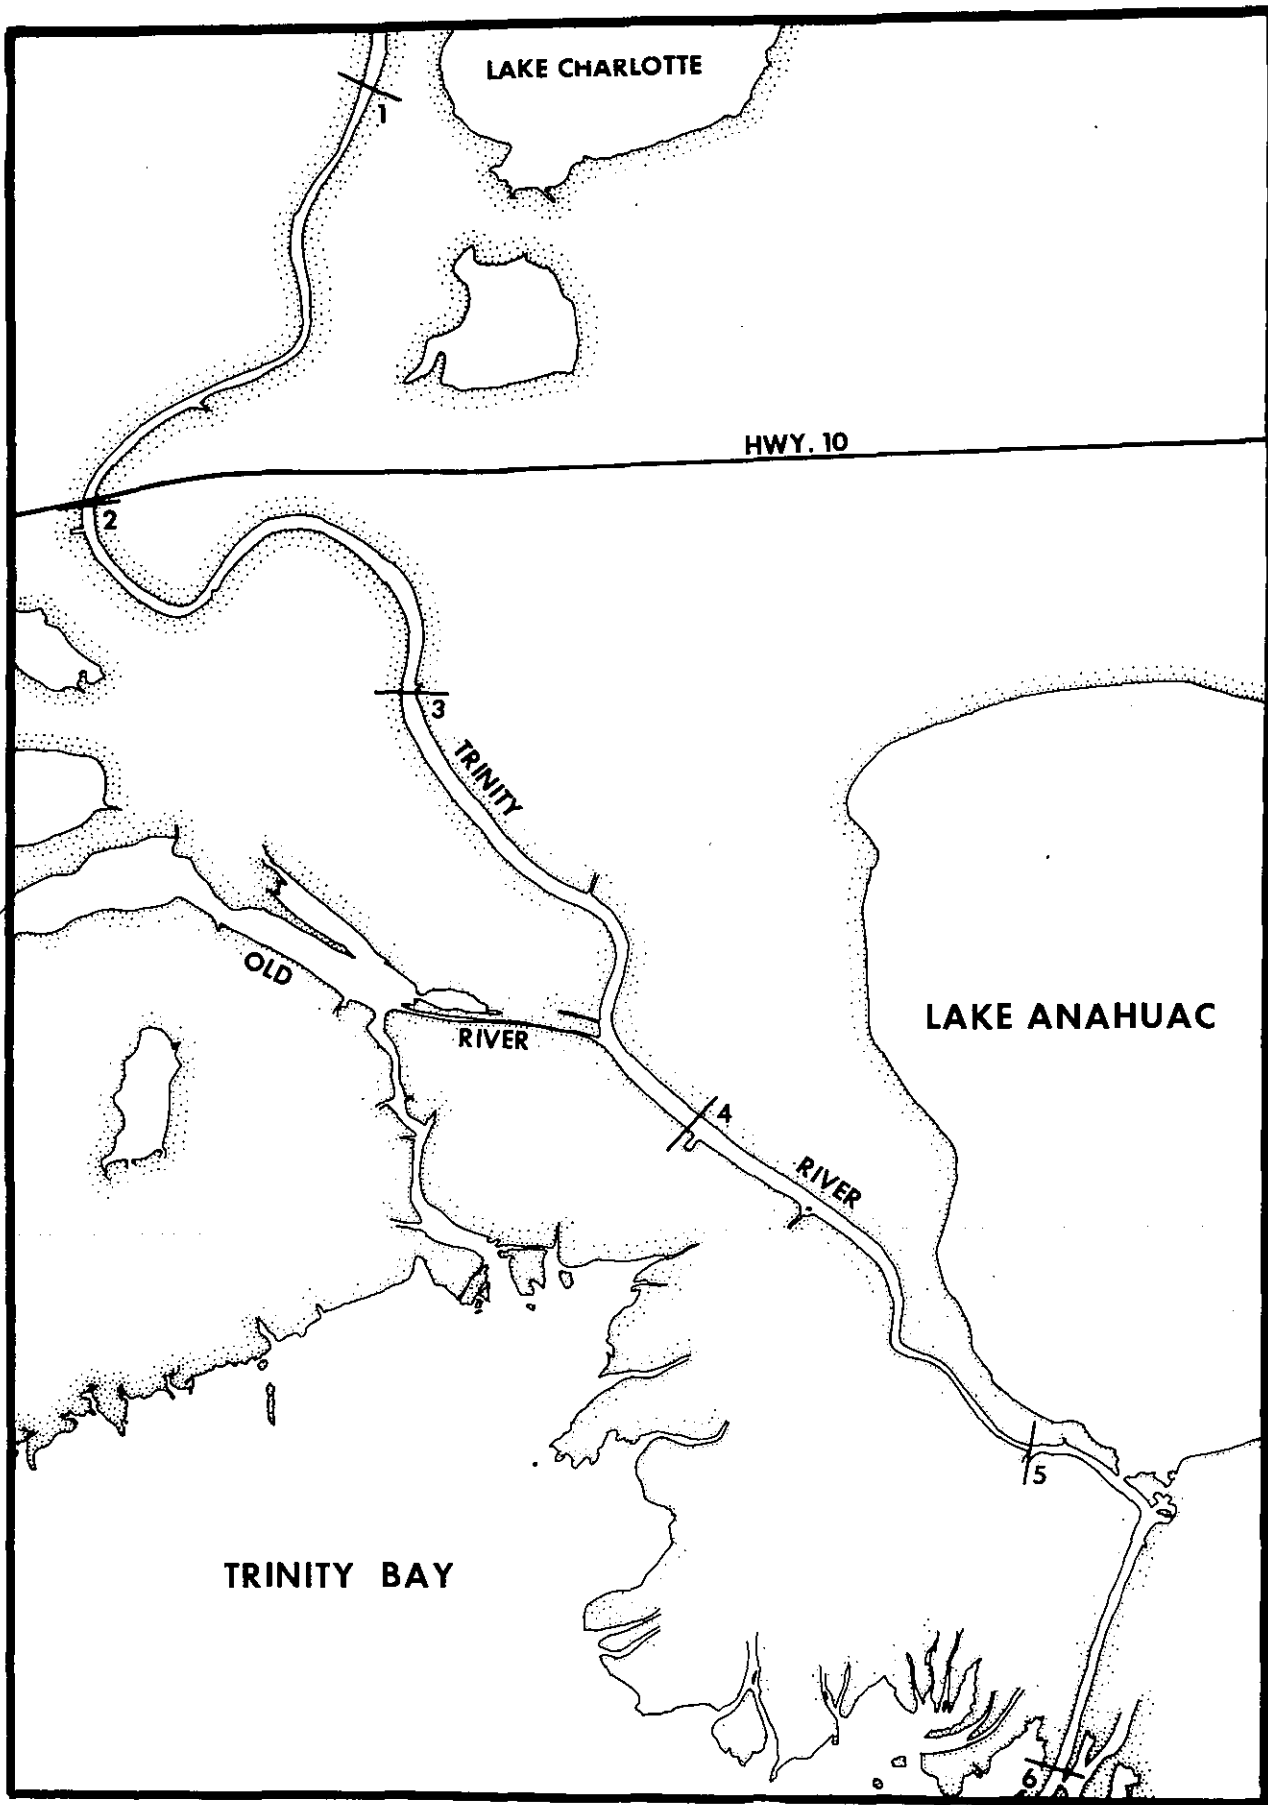 LAKE CHARLOTTE
1
HWY. 10
2
3
TRINITY
OLD
RIVER
LAKE ANAHUAC
4
RIVER
5
TRINITY BAY
6